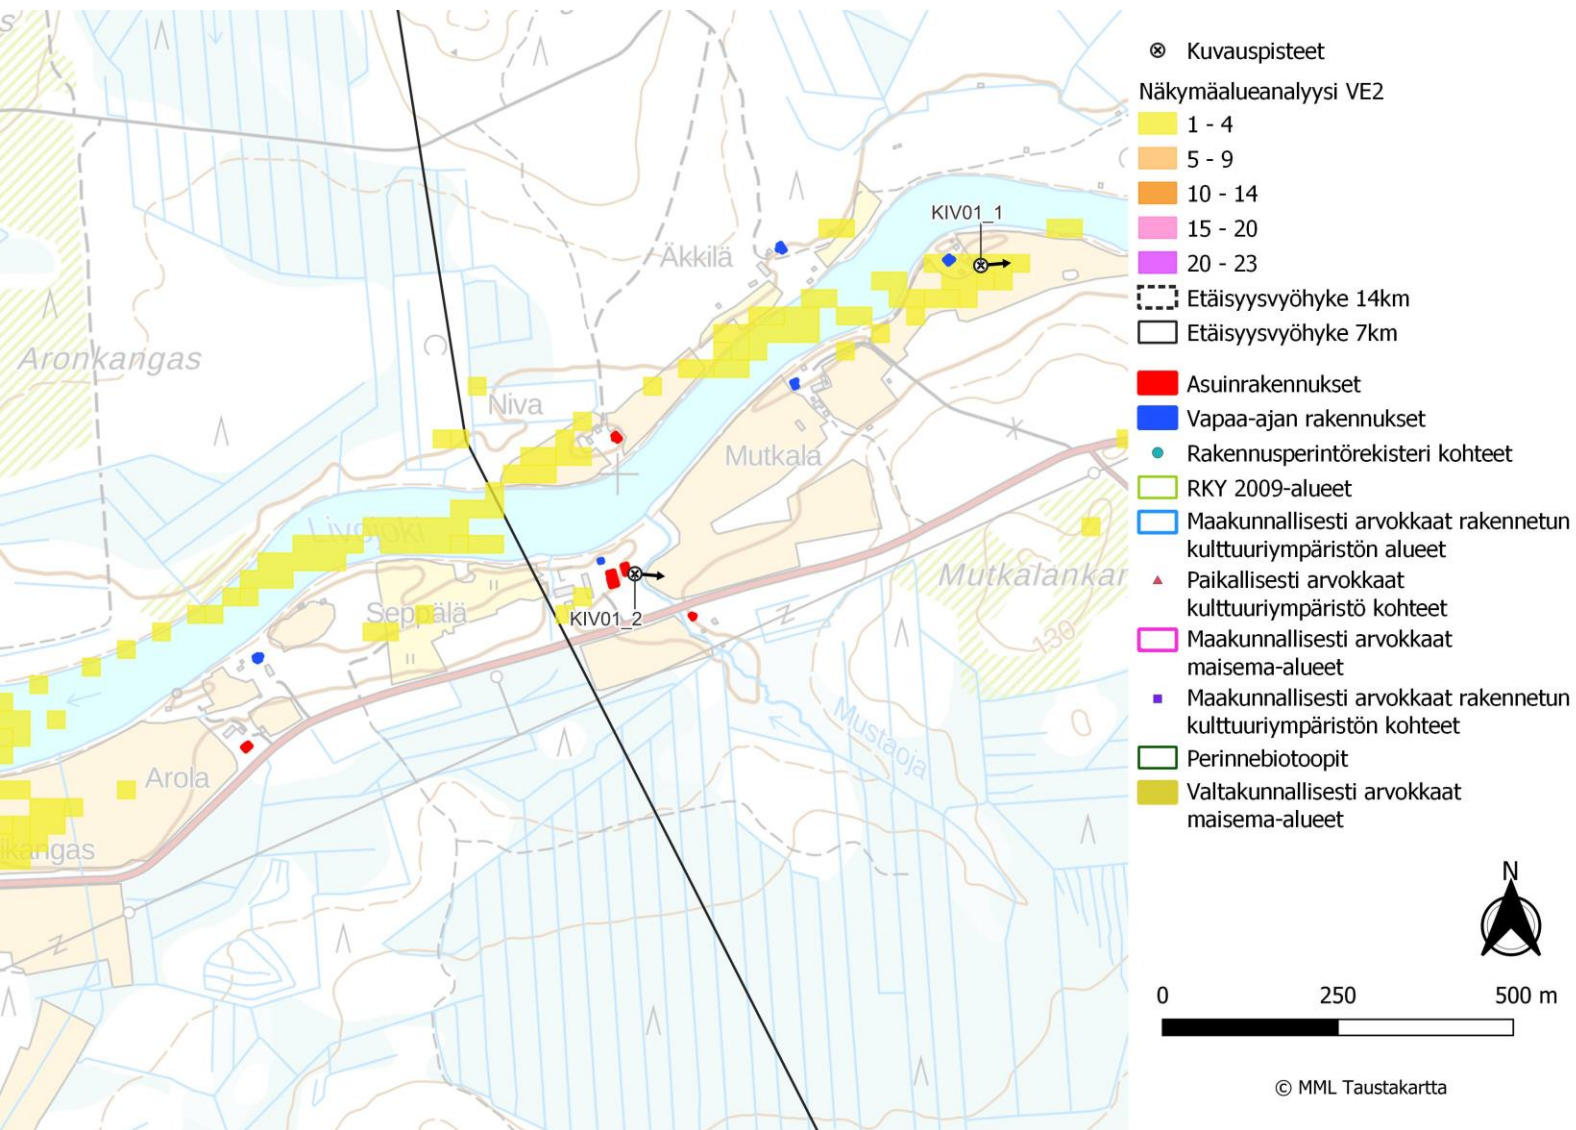 Äkkilä
KIV01_1
Aronkangas
Niva
Mutkala
Livojoki
Mutkalankan
Seppälä
KIV01_2
130
Mustaoja
Arola
ikangas
Kuvauspisteet
Näkymäalueanalyysi VE2
1 - 4
5 - 9
10 - 14
15 - 20
20 - 23
Etäisyysvyöhyke 14km
Etäisyysvyöhyke 7km
Asuinrakennukset
Vapaa-ajan rakennukset
Rakennusperintörekisteri kohteet
RKY 2009-alueet
Maakunnallisesti arvokkaat rakennetun
kulttuuriympäristön alueet
Paikallisesti arvokkaat
kulttuuriympäristö kohteet
Maakunnallisesti arvokkaat
maisema-alueet
Maakunnallisesti arvokkaat rakennetun
kulttuuriympäristön kohteet
Perinnebiotoopit
Valtakunnallisesti arvokkaat
maisema-alueet
N
0 250 500 m
© MML Taustakartta